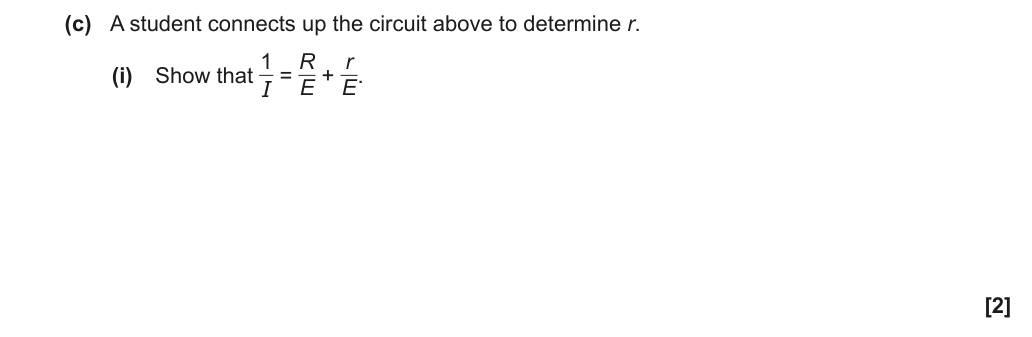 (c) A student connects up the circuit above to determine r.
(i) Show that 1/I = R/E + r/E.
[2]